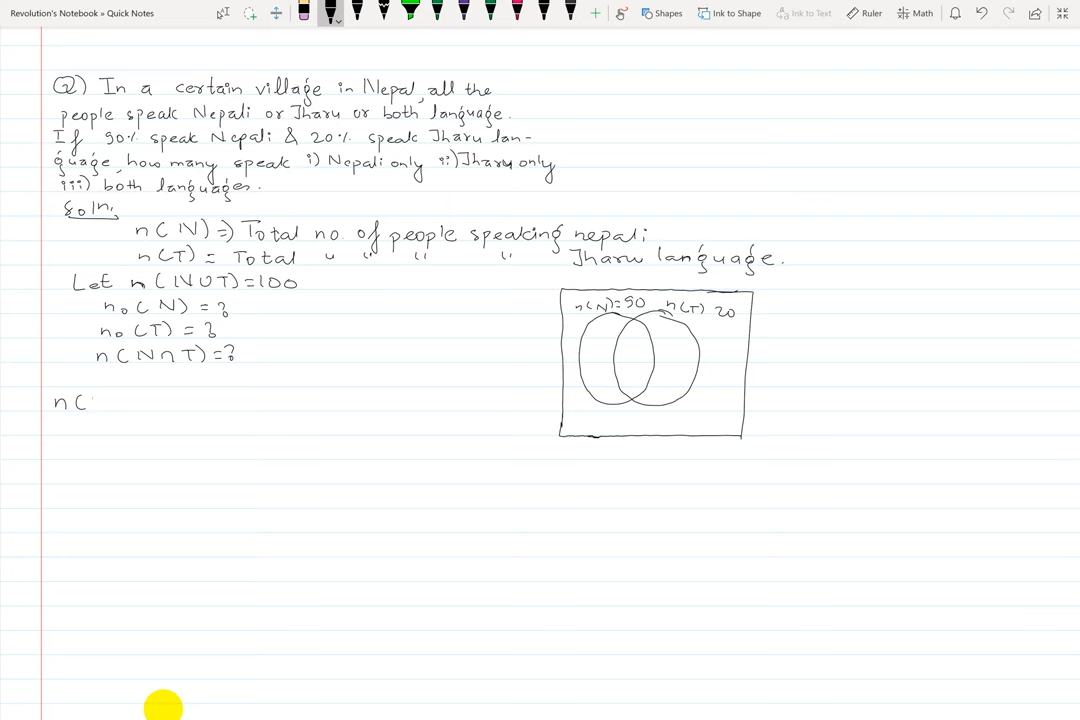 Revolution's Notebook » Quick Notes
Shapes
Ink to Shape
Ink to Text
Ruler
Math
Q) In a certain village in Nepal, all the
people speak Nepali or Tharu or both language.
If 90% speak Nepali & 20% speak Tharu lan-
guage, how many speak i) Nepali only ii) Tharu only
iii) both languages.
Soln.
n(N) => Total no. of people speaking nepali
n(T) = Total " " " " Tharu language.
Let n(N∪T)=100
n₀(N) = ?
n₀(T) = ?
n(N∩T)=?
n(N)=90 n(T) 20
n(